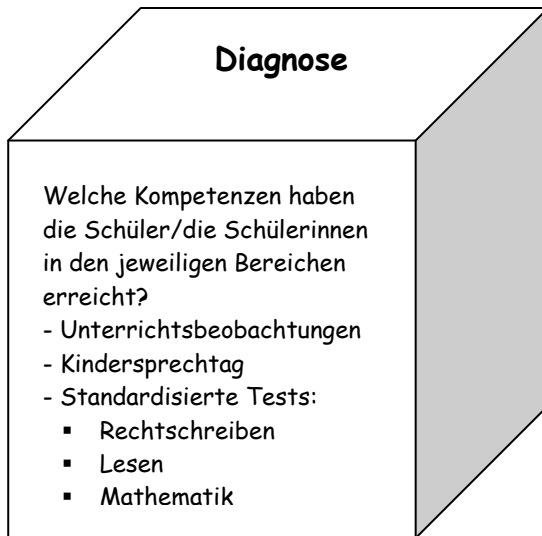 Diagnose
Welche Kompetenzen haben
die Schüler/die Schülerinnen
in den jeweiligen Bereichen
erreicht?
- Unterrichtsbeobachtungen
- Kindersprechtag
- Standardisierte Tests:
▪ Rechtschreiben
▪ Lesen
▪ Mathematik